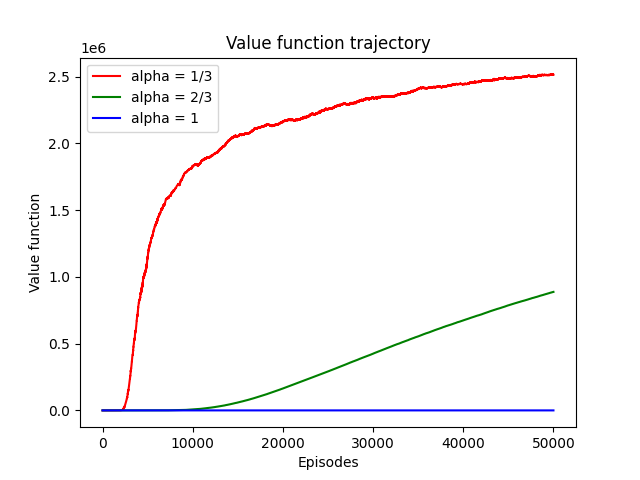 Value function trajectory
1e6
alpha = 1/3
alpha = 2/3
alpha = 1
2.5
2.0
1.5
1.0
0.5
0.0
Value function
0 10000 20000 30000 40000 50000
Episodes